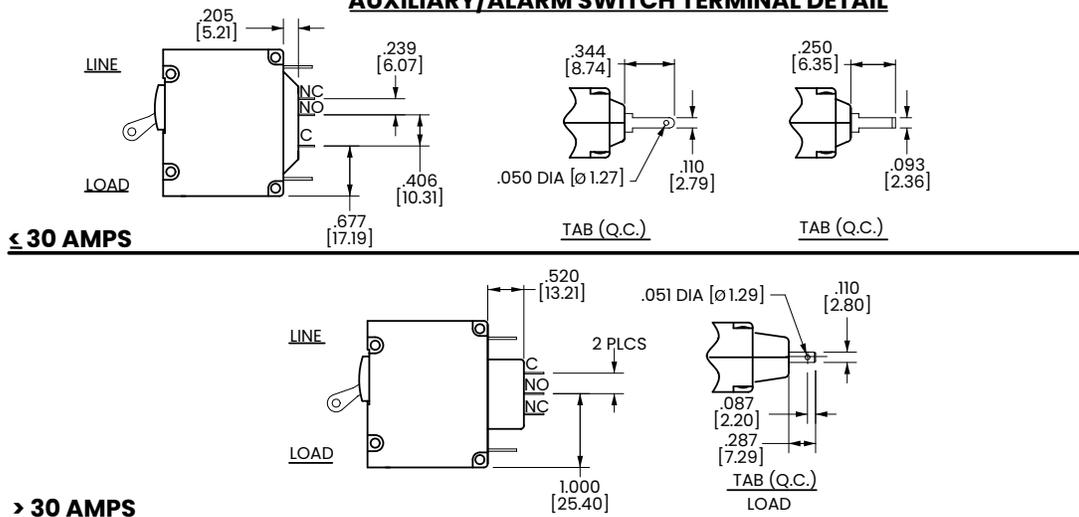 AUXILIARY/ALARM SWITCH TERMINAL DETAIL
.205
[5.21]
LINE
.239
[6.07]
NC
NO
C
LOAD
.406
[10.31]
.677
[17.19]
.344
[8.74]
.050 DIA [Ø 1.27]
.110
[2.79]
TAB (Q.C.)
.250
[6.35]
.093
[2.36]
TAB (Q.C.)
≤ 30 AMPS
.520
[13.21]
LINE
2 PLCS
C
NO
NC
LOAD
1.000
[25.40]
.051 DIA [Ø 1.29]
.110
[2.80]
.087
[2.20]
.287
[7.29]
TAB (Q.C.)
LOAD
> 30 AMPS